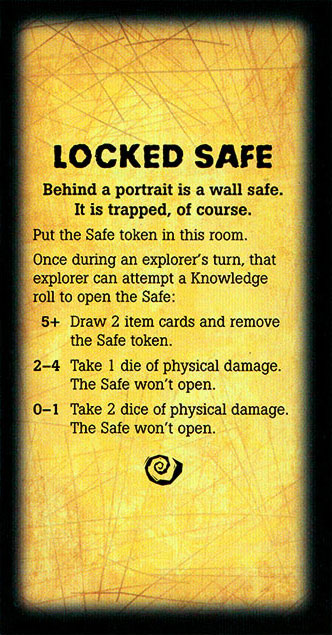 LOCKED SAFE
Behind a portrait is a wall safe.
It is trapped, of course.
Put the Safe token in this room.
Once during an explorer's turn, that
explorer can attempt a Knowledge
roll to open the Safe:
5+ Draw 2 item cards and remove
the Safe token.
2–4 Take 1 die of physical damage.
The Safe won't open.
0–1 Take 2 dice of physical damage.
The Safe won't open.